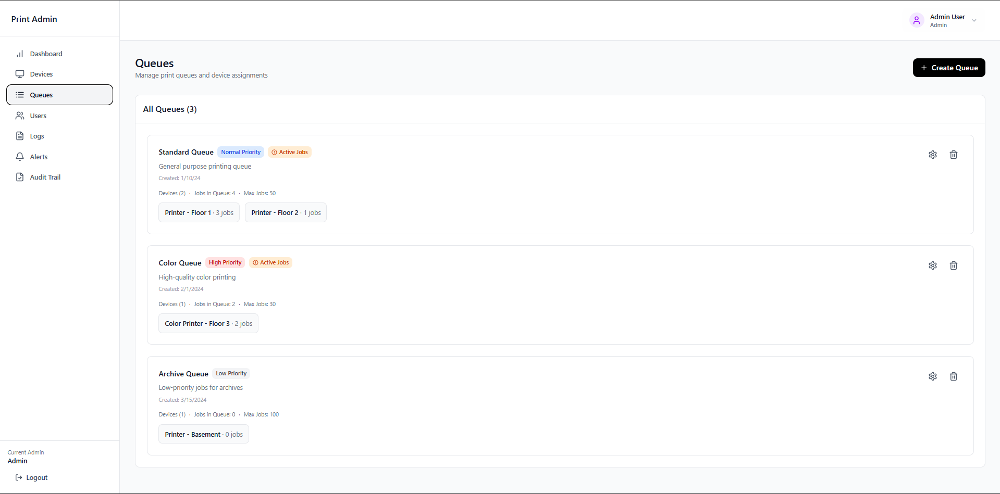 Print Admin
Admin User
Admin
Dashboard
Devices
Queues
Users
Logs
Alerts
Audit Trail
Queues
Manage print queues and device assignments
Create Queue
All Queues (3)
Standard Queue Normal Priority Active Jobs
General purpose printing queue
Created: 1/10/24
Devices (2) · Jobs in Queue: 4 · Max Jobs: 50
Printer - Floor 1 · 3 jobs Printer - Floor 2 · 1 jobs
Color Queue High Priority Active Jobs
High-quality color printing
Created: 2/1/2024
Devices (1) · Jobs in Queue: 2 · Max Jobs: 30
Color Printer - Floor 3 · 2 jobs
Archive Queue Low Priority
Low-priority jobs for archives
Created: 3/15/2024
Devices (1) · Jobs in Queue: 0 · Max Jobs: 100
Printer - Basement · 0 jobs
Current Admin
Admin
Logout